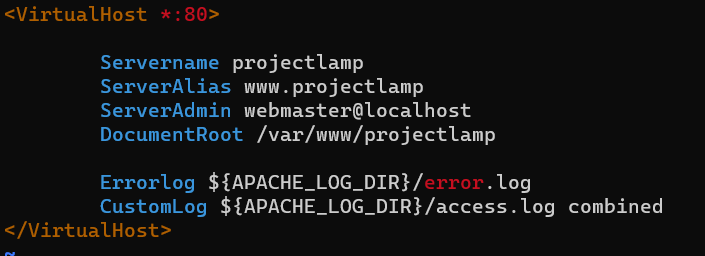 <VirtualHost *:80>
Servername projectlamp
ServerAlias www.projectlamp
ServerAdmin webmaster@localhost
DocumentRoot /var/www/projectlamp
Errorlog ${APACHE_LOG_DIR}/error.log
CustomLog ${APACHE_LOG_DIR}/access.log combined
</VirtualHost>
~